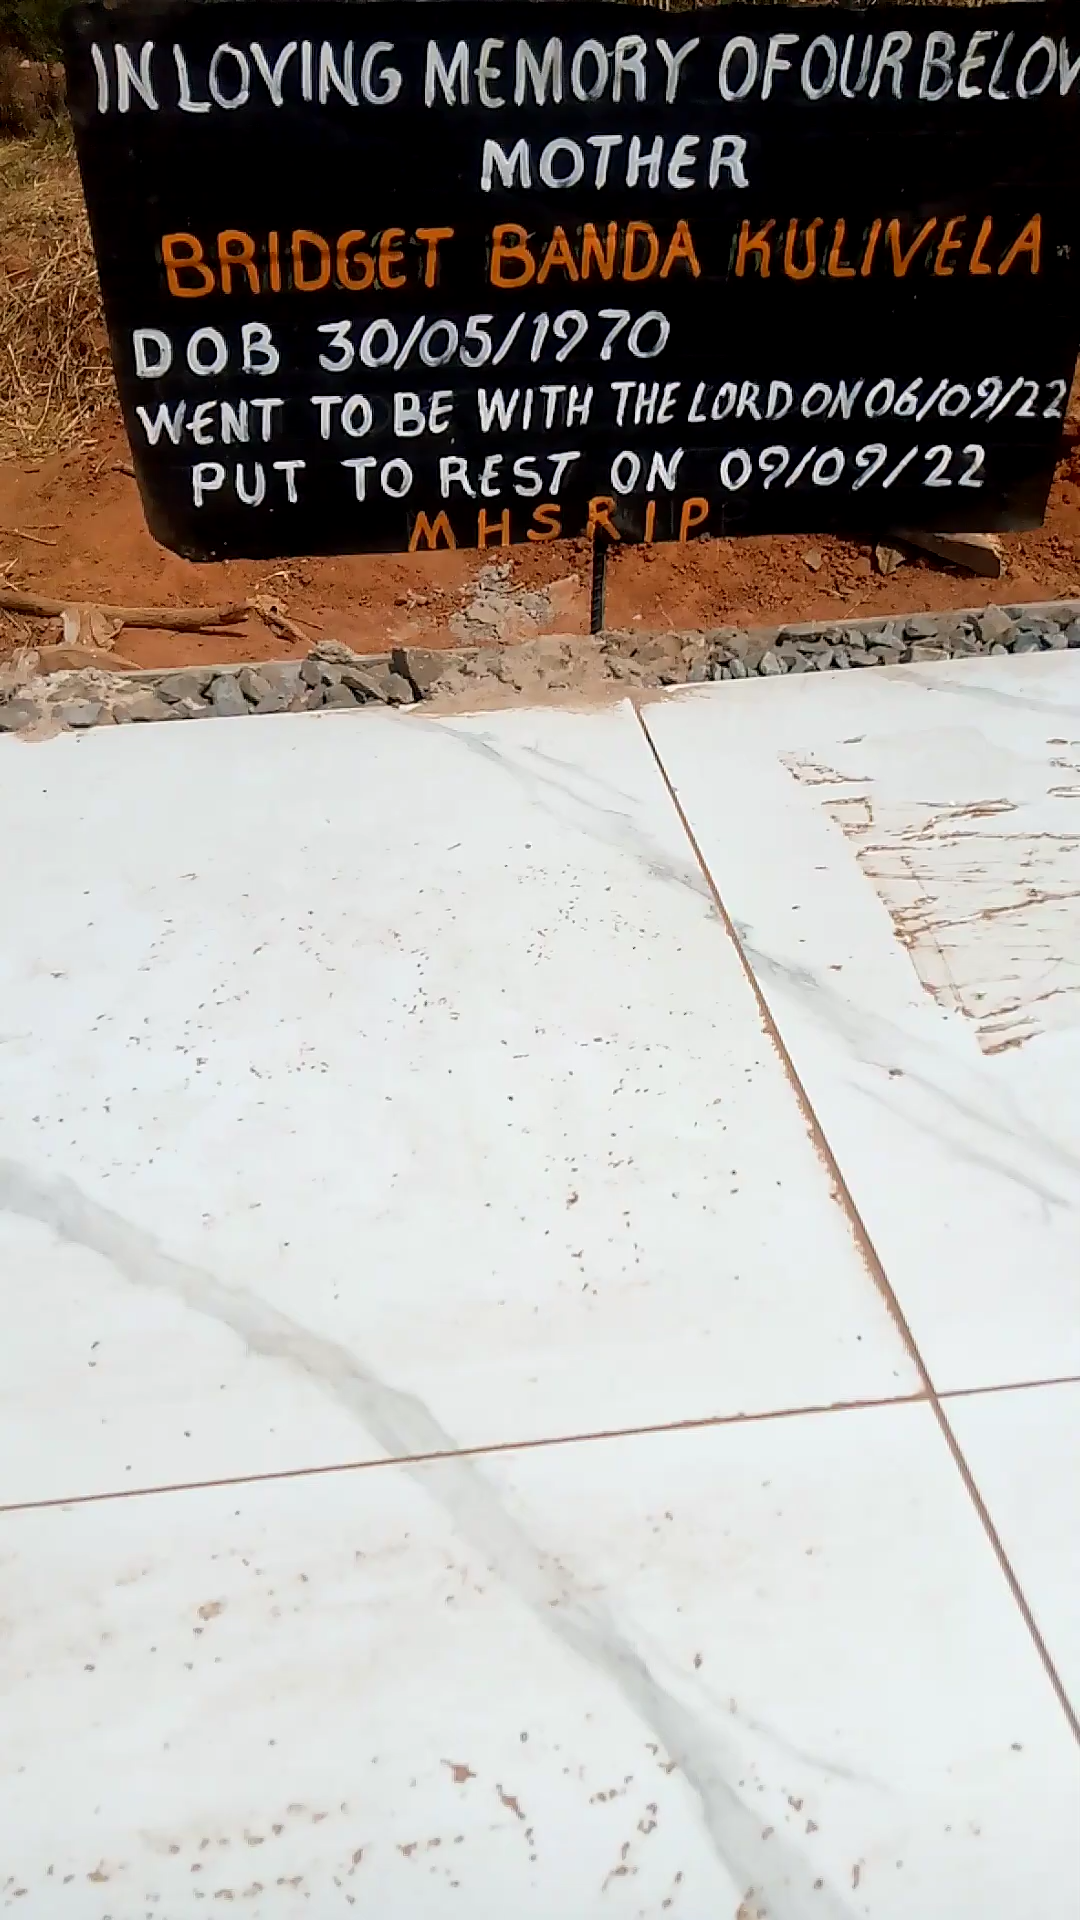 IN LOVING MEMORY OF OUR BELOV
MOTHER
BRIDGET BANDA KULIVELA
DOB 30/05/1970
WENT TO BE WITH THE LORD ON 06/09/22
PUT TO REST ON 09/09/22
MHSRIP